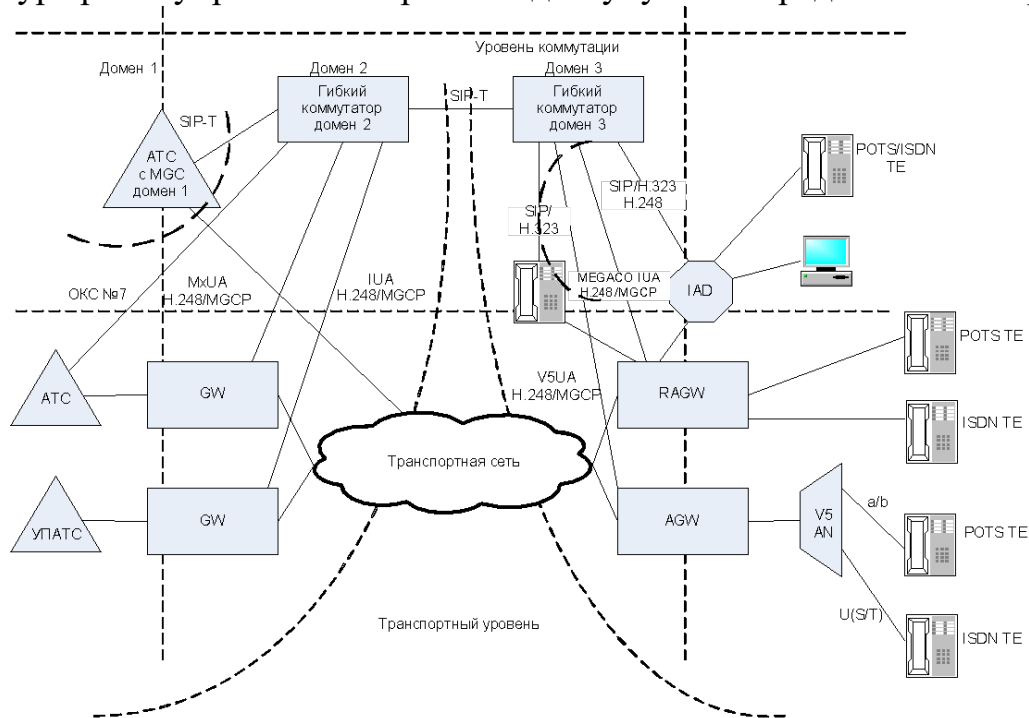 Уровень коммутации
Домен 1
Домен 2
Домен 3
Гибкий
коммутатор
домен 2
SIP-T
Гибкий
коммутатор
домен 3
SIP-T
АТС
с MGC
домен 1
POTS/ISDN
TE
SIP/H.323
H.248
SIP/
H.323
MEGACO IUA
H.248/MGCP
IAD
ОКС №7
MxUA
H.248/MGCP
IUA
H.248/MGCP
POTS TE
АТС
GW
V5UA
H.248/MGCP
RAGW
ISDN TE
Транспортная сеть
УПАТС
GW
AGW
V5
AN
a/b
POTS TE
U(S/T)
ISDN TE
Транспортный уровень